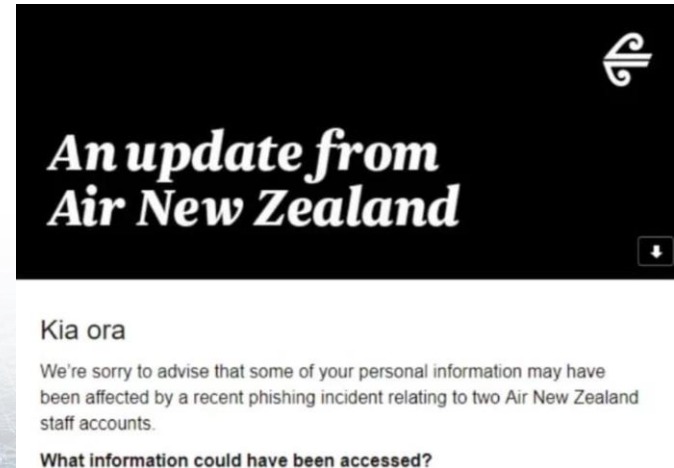 An update from
Air New Zealand
Kia ora
We're sorry to advise that some of your personal information may have
been affected by a recent phishing incident relating to two Air New Zealand
staff accounts.
What information could have been accessed?